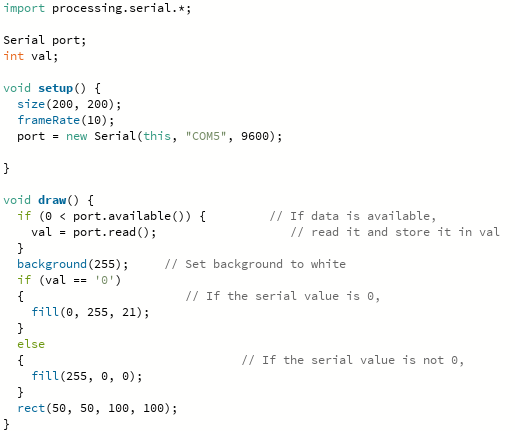 import processing.serial.*;

Serial port;
int val;

void setup() {
  size(200, 200);
  frameRate(10);
  port = new Serial(this, "COM5", 9600);

}

void draw() {
  if (0 < port.available()) {         // If data is available,
    val = port.read();                   // read it and store it in val
  }
  background(255);     // Set background to white
  if (val == '0')
  {                       // If the serial value is 0,
    fill(0, 255, 21);
  }
  else
  {                               // If the serial value is not 0,
    fill(255, 0, 0);
  }
  rect(50, 50, 100, 100);
}